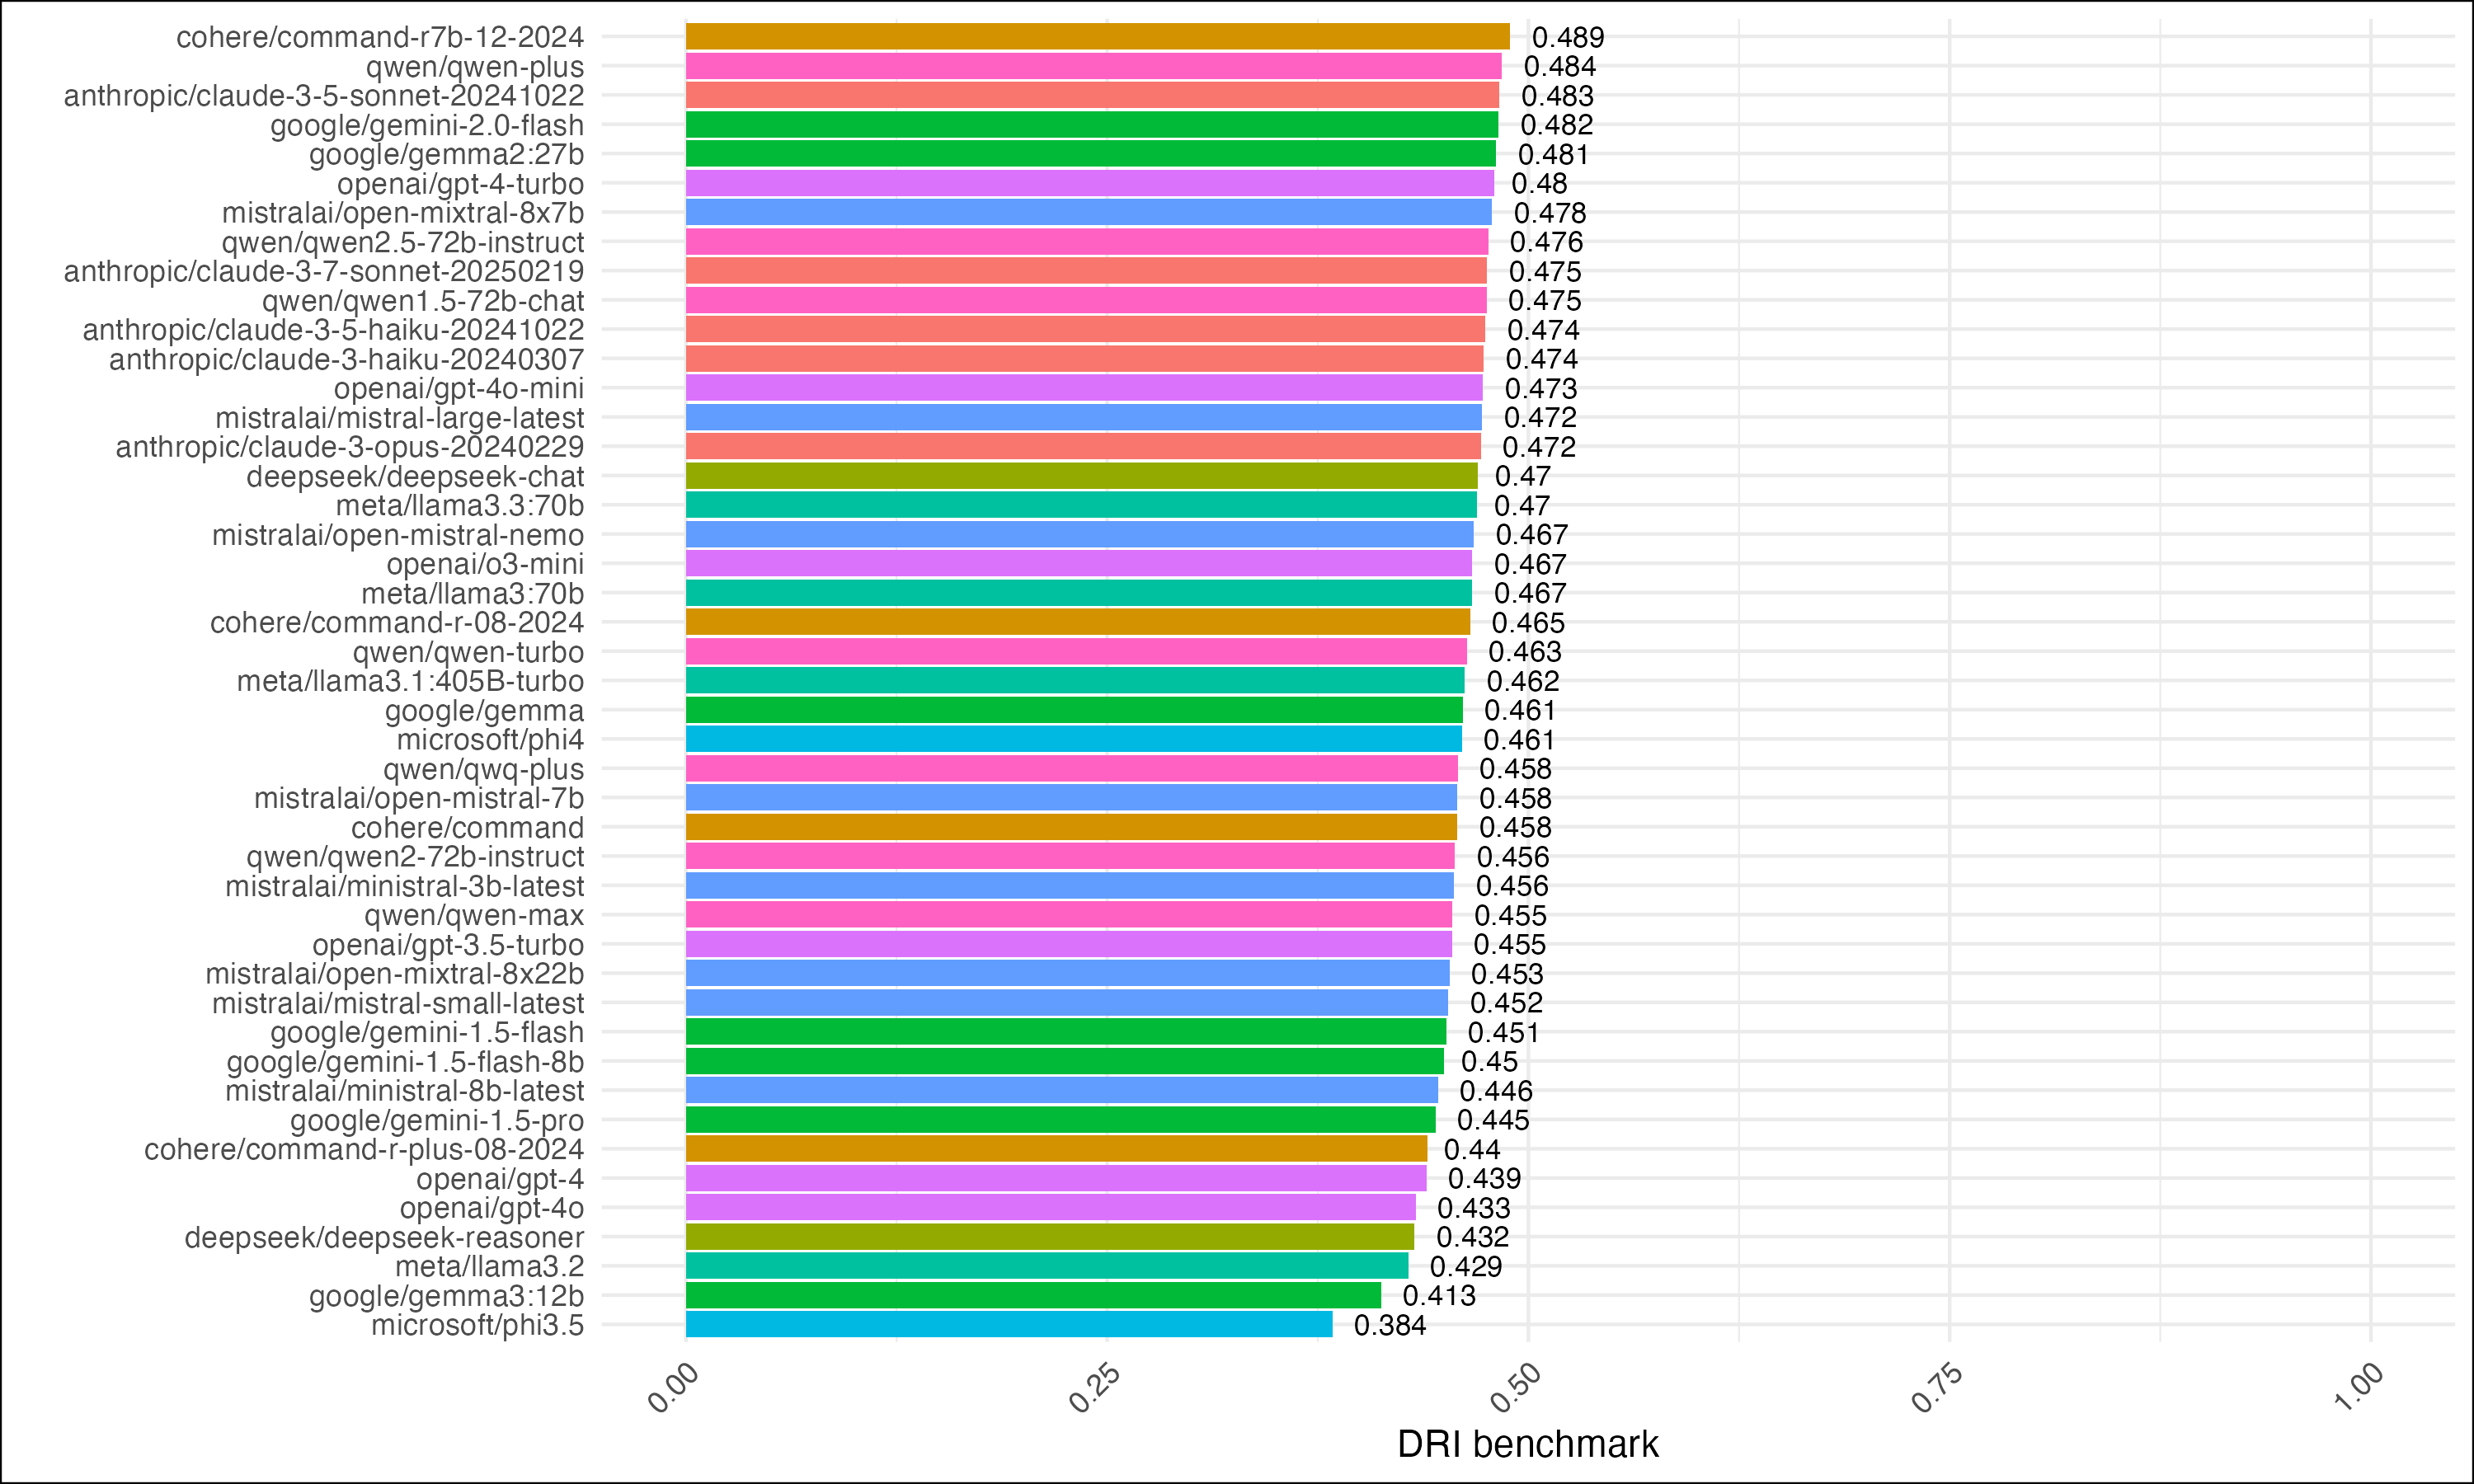 cohere/command-r7b-12-2024 0.489
qwen/qwen-plus 0.484
anthropic/claude-3-5-sonnet-20241022 0.483
google/gemini-2.0-flash 0.482
google/gemma2:27b 0.481
openai/gpt-4-turbo 0.48
mistralai/open-mixtral-8x7b 0.478
qwen/qwen2.5-72b-instruct 0.476
anthropic/claude-3-7-sonnet-20250219 0.475
qwen/qwen1.5-72b-chat 0.475
anthropic/claude-3-5-haiku-20241022 0.474
anthropic/claude-3-haiku-20240307 0.474
openai/gpt-4o-mini 0.473
mistralai/mistral-large-latest 0.472
anthropic/claude-3-opus-20240229 0.472
deepseek/deepseek-chat 0.47
meta/llama3.3:70b 0.47
mistralai/open-mistral-nemo 0.467
openai/o3-mini 0.467
meta/llama3:70b 0.467
cohere/command-r-08-2024 0.465
qwen/qwen-turbo 0.463
meta/llama3.1:405B-turbo 0.462
google/gemma 0.461
microsoft/phi4 0.461
qwen/qwq-plus 0.458
mistralai/open-mistral-7b 0.458
cohere/command 0.458
qwen/qwen2-72b-instruct 0.456
mistralai/ministral-3b-latest 0.456
qwen/qwen-max 0.455
openai/gpt-3.5-turbo 0.455
mistralai/open-mixtral-8x22b 0.453
mistralai/mistral-small-latest 0.452
google/gemini-1.5-flash 0.451
google/gemini-1.5-flash-8b 0.45
mistralai/ministral-8b-latest 0.446
google/gemini-1.5-pro 0.445
cohere/command-r-plus-08-2024 0.44
openai/gpt-4 0.439
openai/gpt-4o 0.433
deepseek/deepseek-reasoner 0.432
meta/llama3.2 0.429
google/gemma3:12b 0.413
microsoft/phi3.5 0.384
0.00 0.25 0.50 0.75 1.00
DRI benchmark